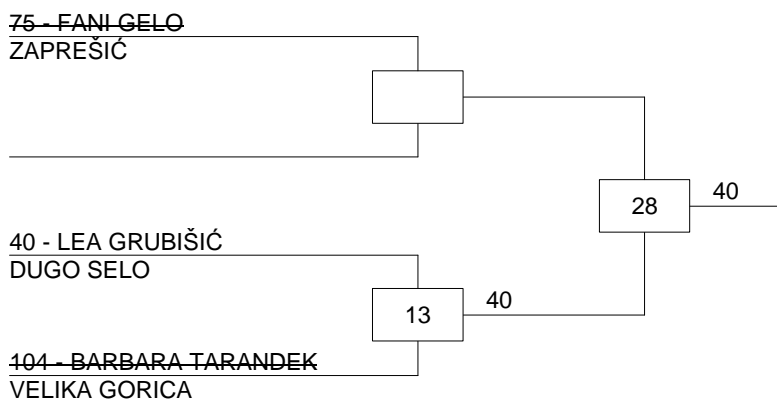 75 - FANI GELO
ZAPREŠIĆ
40
28
40 - LEA GRUBIŠIĆ
DUGO SELO
40
13
104 - BARBARA TARANDEK
VELIKA GORICA